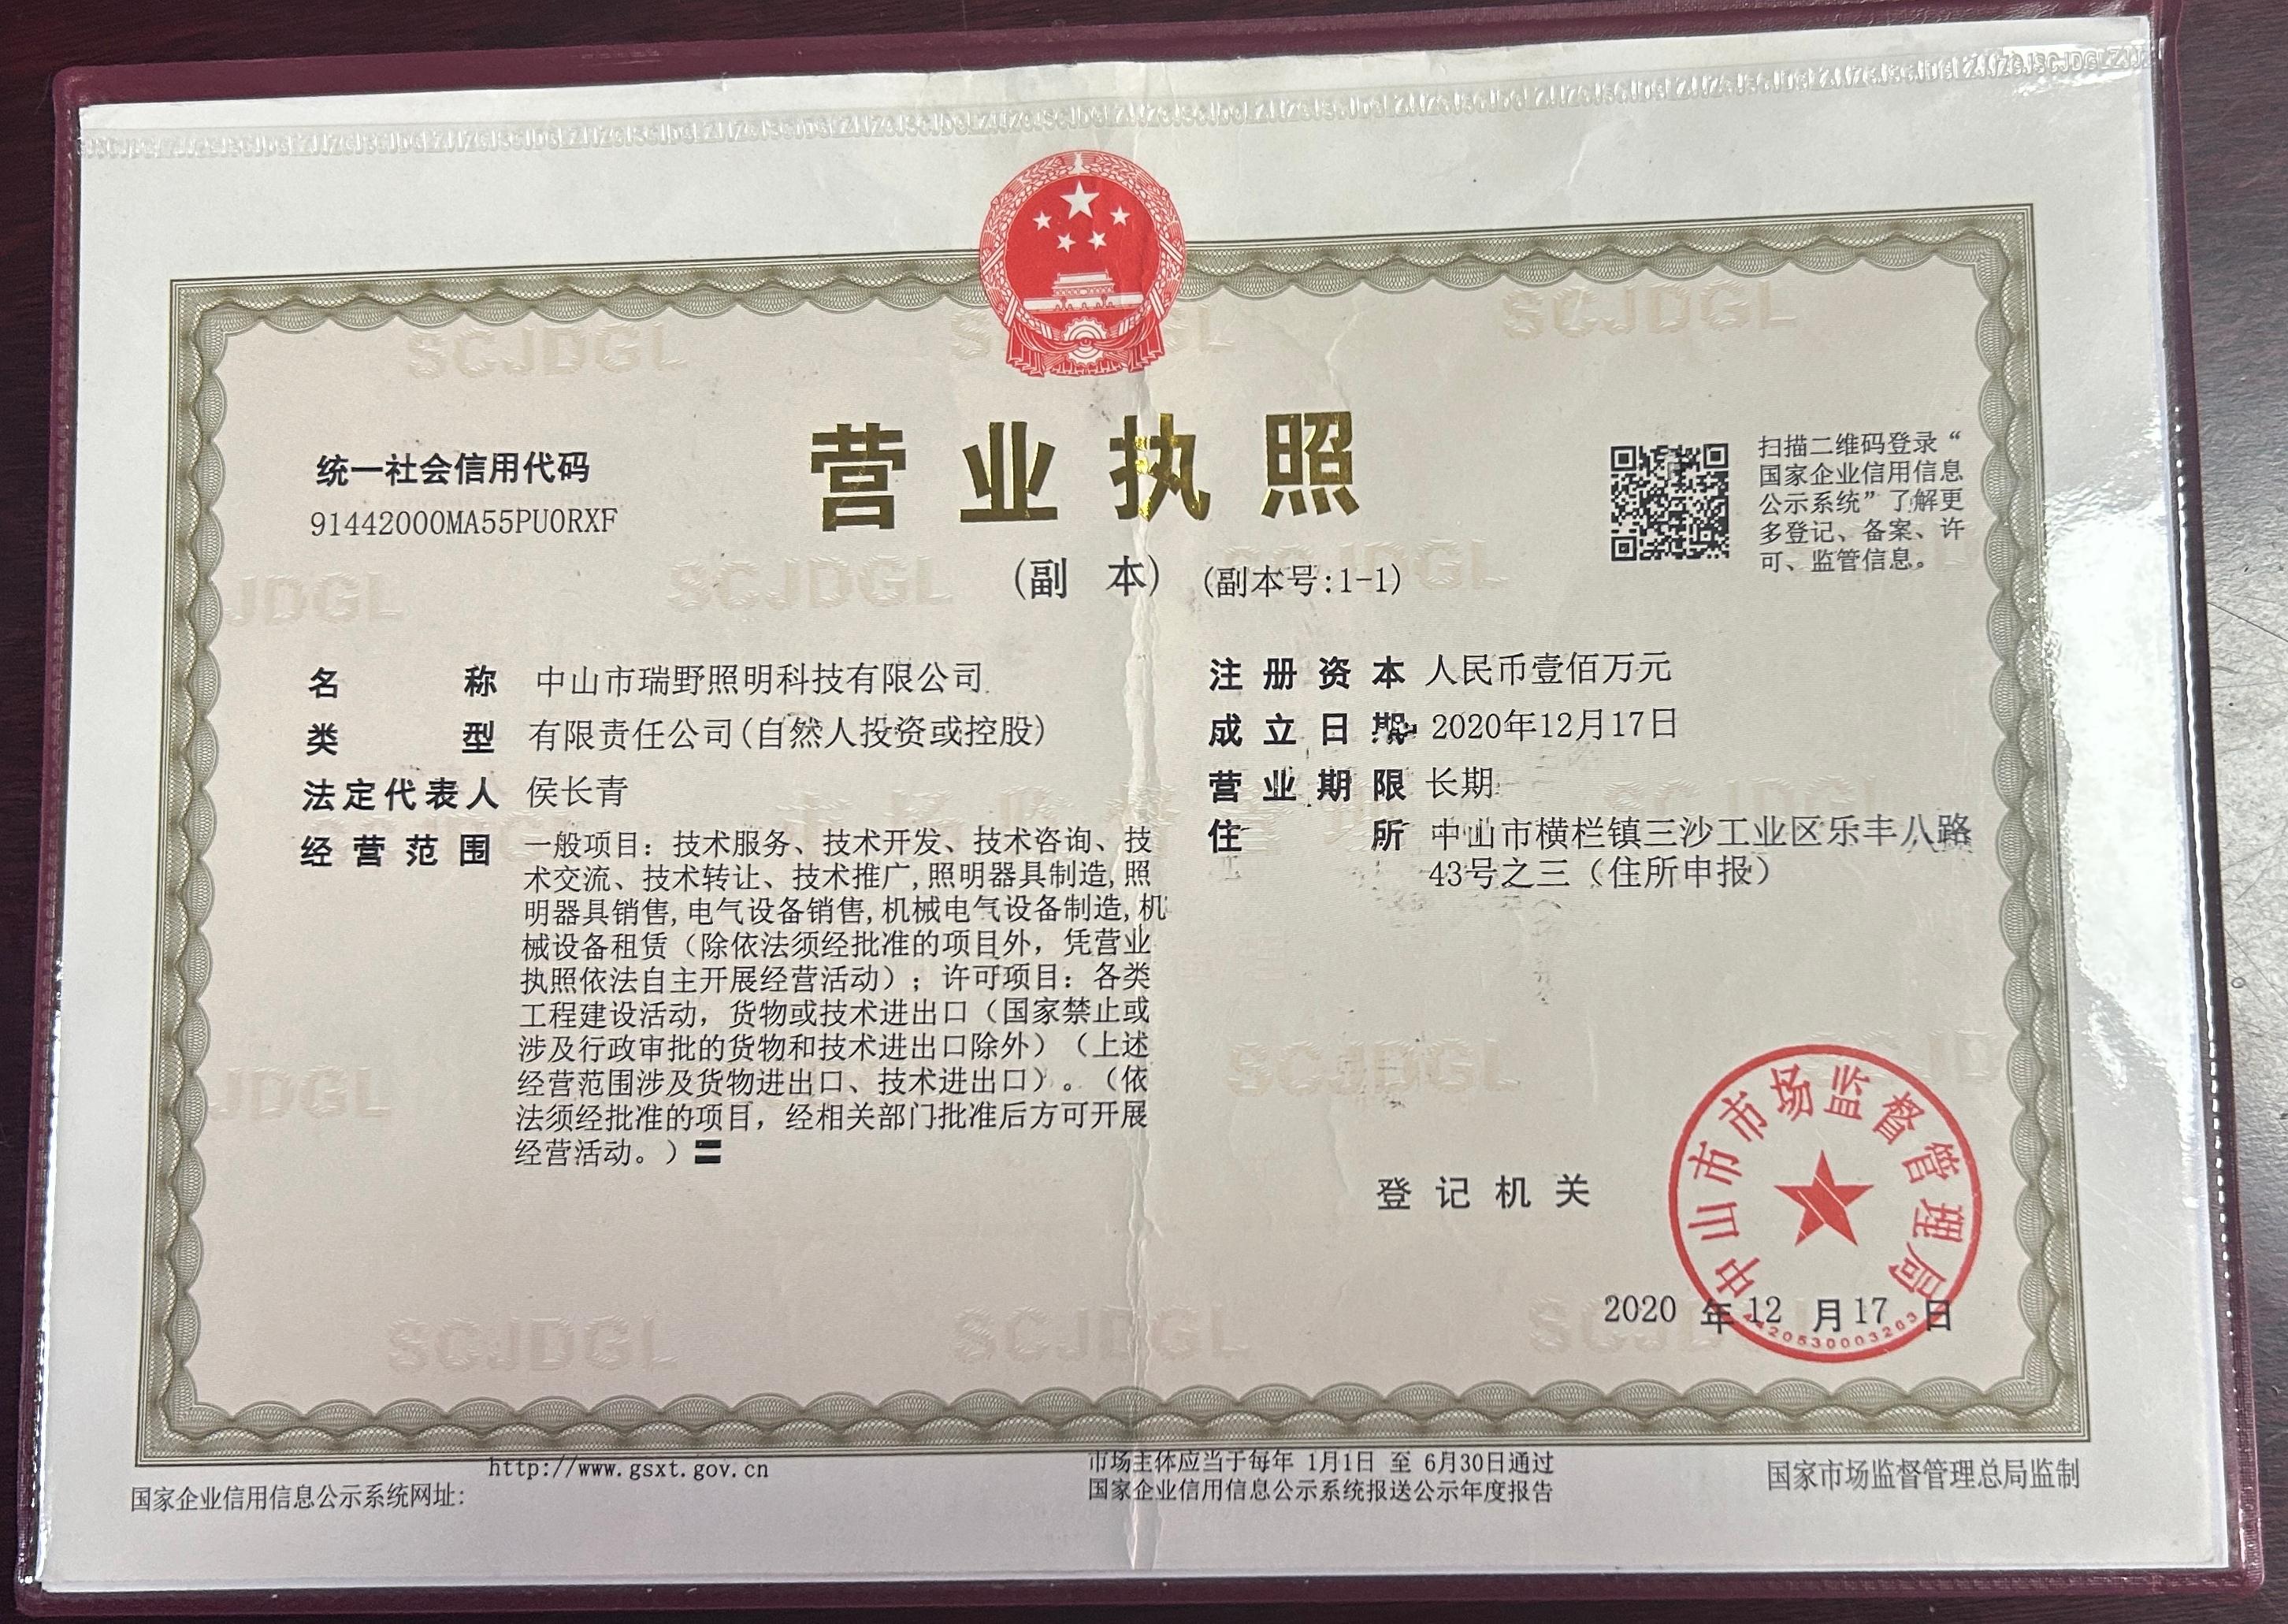 营业执照
(副 本) (副本号:1-1)
统一社会信用代码
91442000MA55PU0RXF
扫描二维码登录“
国家企业信用信息
公示系统”了解更
多登记、备案、许
可、监管信息。
名 称 中山市瑞野照明科技有限公司
类 型 有限责任公司(自然人投资或控股)
法定代表人 侯长青
经营范围 一般项目：技术服务、技术开发、技术咨询、技
术交流、技术转让、技术推广,照明器具制造,照
明器具销售,电气设备销售,机械电气设备制造,机
械设备租赁（除依法须经批准的项目外，凭营业
执照依法自主开展经营活动）；许可项目：各类
工程建设活动，货物或技术进出口（国家禁止或
涉及行政审批的货物和技术进出口除外）（上述
经营范围涉及货物进出口、技术进出口）。（依
法须经批准的项目，经相关部门批准后方可开展
经营活动。）
注册资本 人民币壹佰万元
成立日期 2020年12月17日
营业期限 长期
住 所 中山市横栏镇三沙工业区乐丰八路
43号之三（住所申报）
登记机关
中山市市场监督管理局
2020 年 12 月 17 日
4420530003203
国家企业信用信息公示系统网址: http://www.gsxt.gov.cn
市场主体应当于每年 1月1日 至 6月30日通过
国家企业信用信息公示系统报送公示年度报告
国家市场监督管理总局监制
SCJDGL